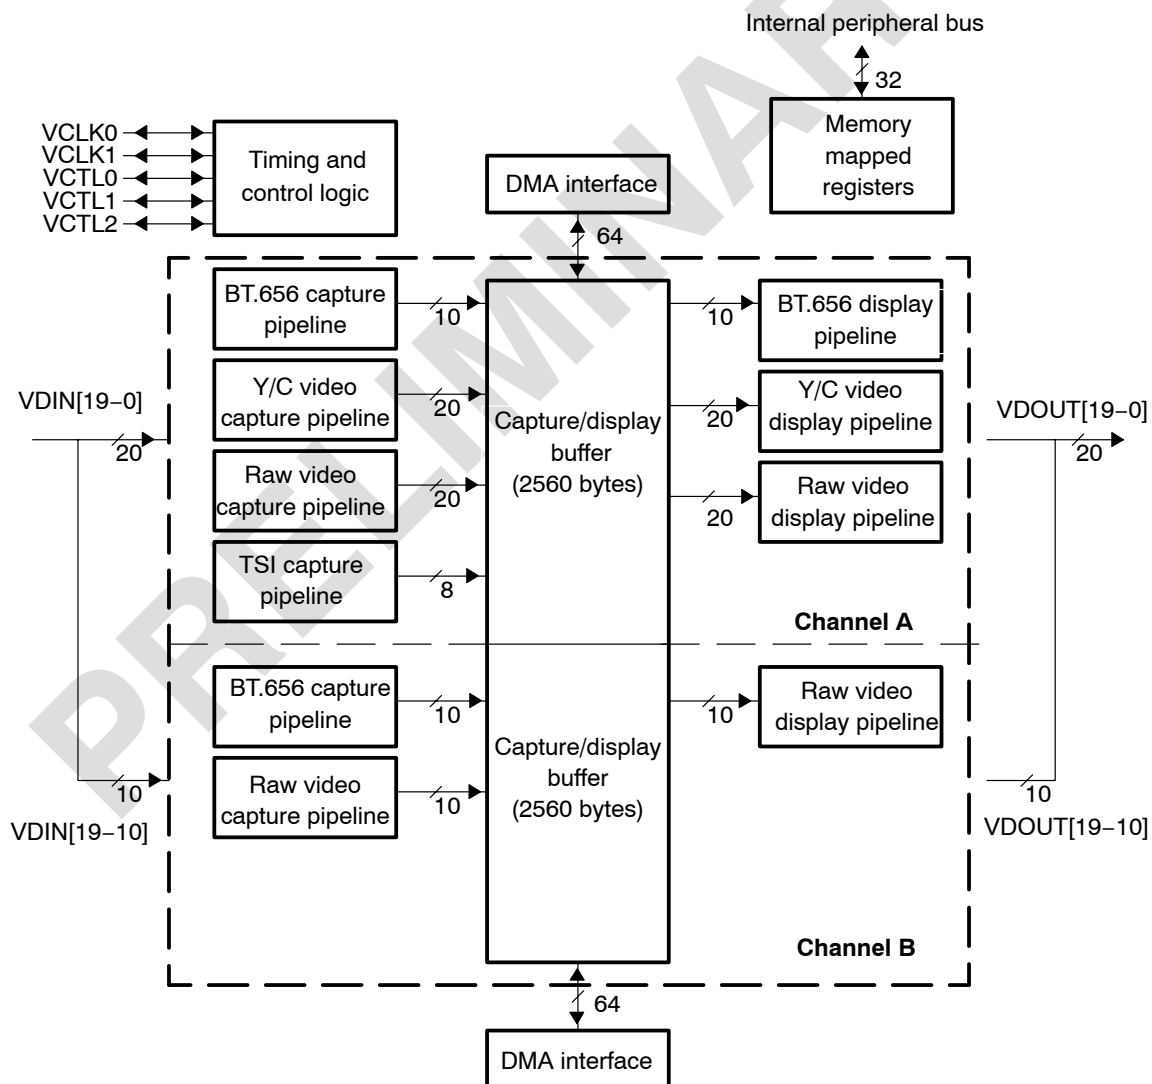 Internal peripheral bus
32
Memory
mapped
registers
VCLK0
VCLK1
VCTL0
VCTL1
VCTL2
Timing and
control logic
DMA interface
64
BT.656 capture
pipeline
10
Y/C video
capture pipeline
20
Raw video
capture pipeline
20
TSI capture
pipeline
8
Capture/display
buffer
(2560 bytes)
10
BT.656 display
pipeline
20
Y/C video
display pipeline
20
Raw video
display pipeline
Channel A
VDIN[19−0]
20
VDOUT[19−0]
20
BT.656 capture
pipeline
10
Raw video
capture pipeline
10
Capture/display
buffer
(2560 bytes)
10
Raw video
display pipeline
10
VDIN[19−10]
10
VDOUT[19−10]
Channel B
64
DMA interface
PRELIMINAR